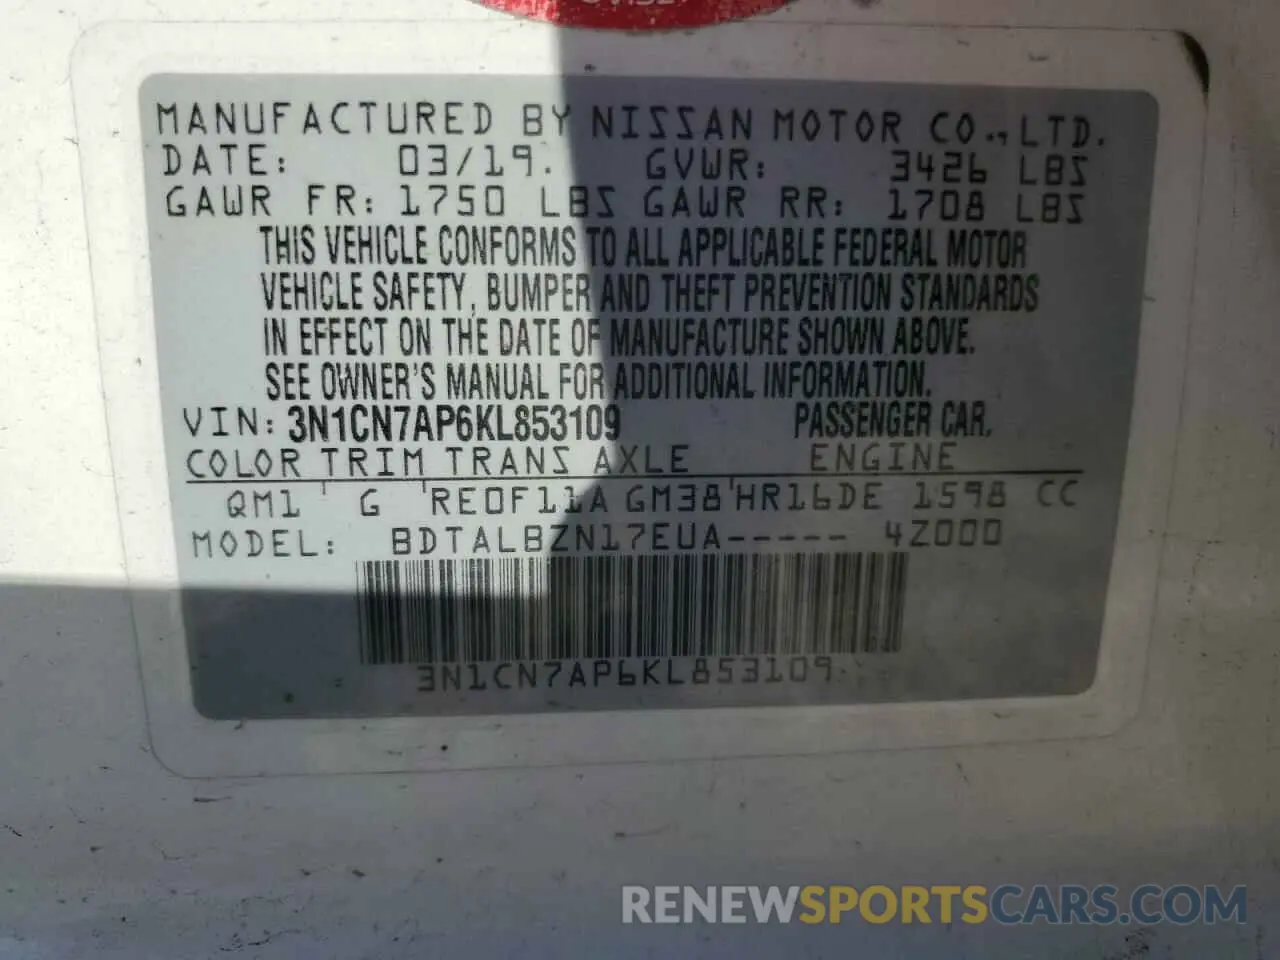 MANUFACTURED BY NISSAN MOTOR CO., LTD.
DATE: 03/19. GVWR: 3426 LBS
GAWR FR: 1750 LBS GAWR RR: 1708 LBS
THIS VEHICLE CONFORMS TO ALL APPLICABLE FEDERAL MOTOR
VEHICLE SAFETY, BUMPER AND THEFT PREVENTION STANDARDS
IN EFFECT ON THE DATE OF MANUFACTURE SHOWN ABOVE.
SEE OWNER'S MANUAL FOR ADDITIONAL INFORMATION.
VIN: 3N1CN7AP6KL853109 PASSENGER CAR.
COLOR TRIM TRANS AXLE ENGINE
QM1 ' G 'RE0F11A GM38'HR16DE 1598 CC
MODEL: BDTALBZN17EUA----- 4Z000
3N1CN7AP6KL853109
RENEWSPORTSCARS.COM